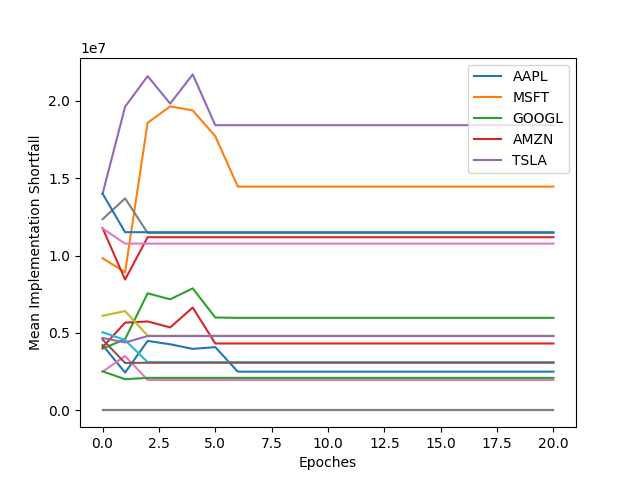 1e7
Mean Implementation Shortfall
2.0
1.5
1.0
0.5
0.0
AAPL
MSFT
GOOGL
AMZN
TSLA
0.0 2.5 5.0 7.5 10.0 12.5 15.0 17.5 20.0
Epoches